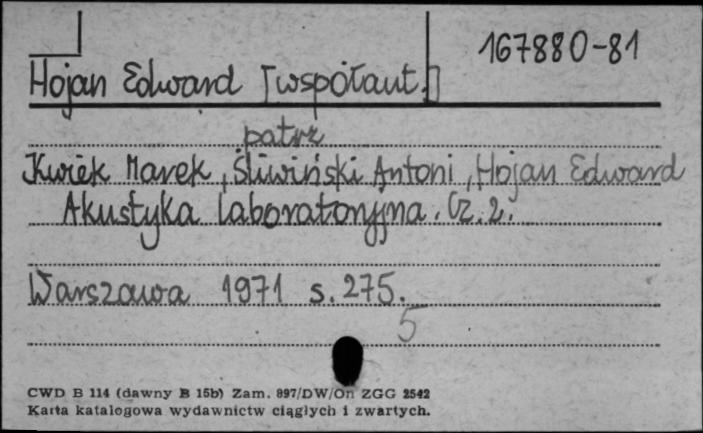 167880-81
Hojan Edward [współaut.]
patrz
Kwiek Marek, Śliwiński Antoni, Hojan Edward
Akustyka laboratoryjna. Cz. 2.
Warszawa 1971 s. 275.
5
CWD B 114 (dawny B 15b) Zam. 897/DW/On ZGG 2542
Karta katalogowa wydawnictw ciągłych i zwartych.